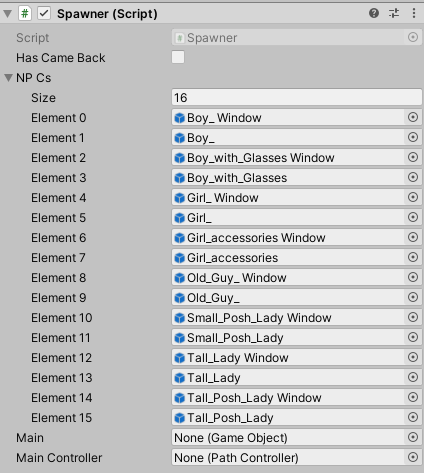 Spawner (Script)
Script Spawner
Has Came Back
NP Cs
Size 16
Element 0 Boy_ Window
Element 1 Boy_
Element 2 Boy_with_Glasses Window
Element 3 Boy_with_Glasses
Element 4 Girl_ Window
Element 5 Girl_
Element 6 Girl_accessories Window
Element 7 Girl_accessories
Element 8 Old_Guy_ Window
Element 9 Old_Guy_
Element 10 Small_Posh_Lady Window
Element 11 Small_Posh_Lady
Element 12 Tall_Lady Window
Element 13 Tall_Lady
Element 14 Tall_Posh_Lady Window
Element 15 Tall_Posh_Lady
Main None (Game Object)
Main Controller None (Path Controller)